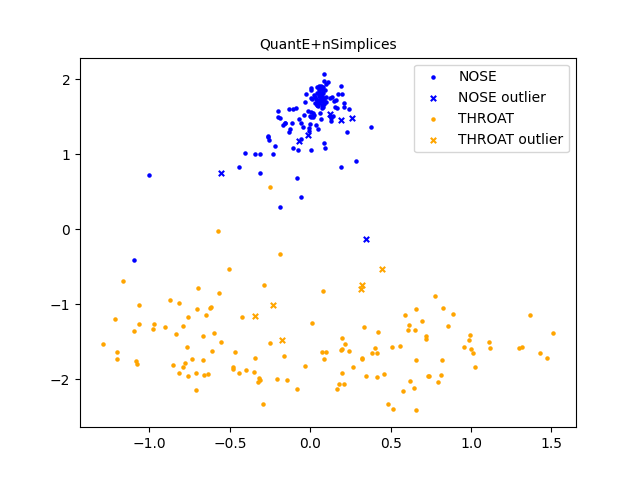 QuantE+nSimplices
NOSE
NOSE outlier
THROAT
THROAT outlier
2
1
0
−1
−2
−1.0
−0.5
0.0
0.5
1.0
1.5